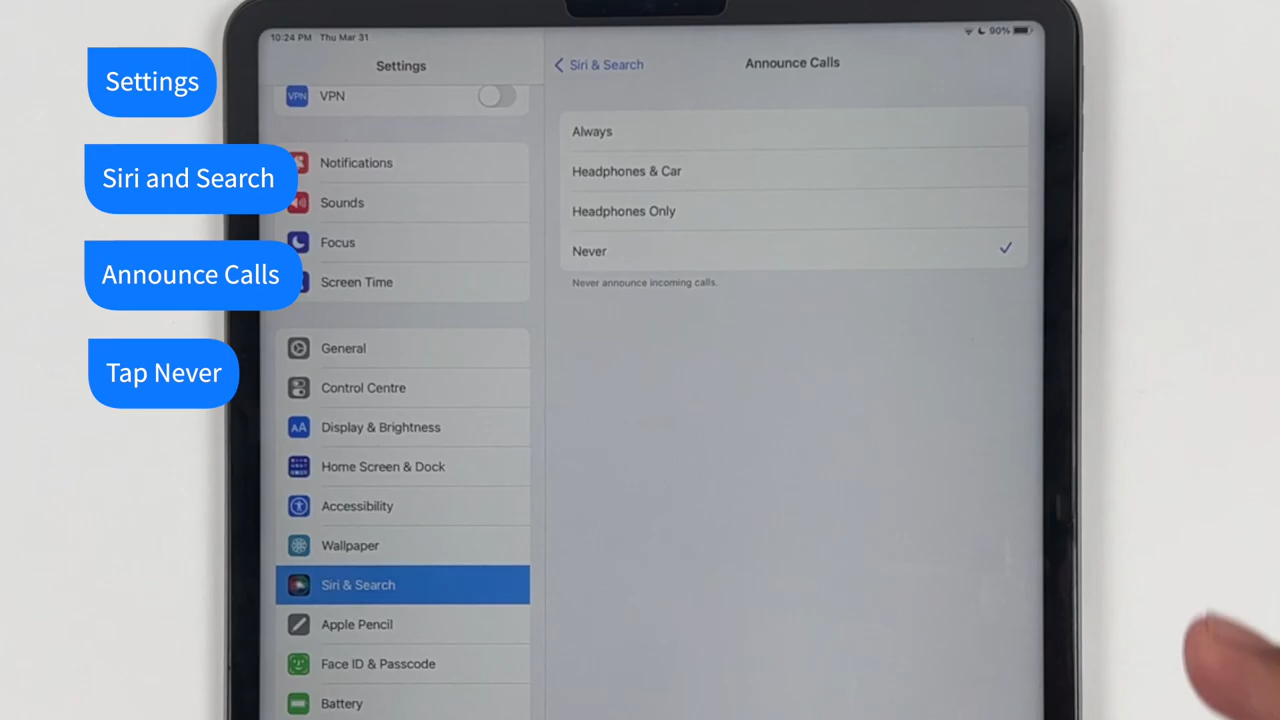 Settings
Siri and Search
Announce Calls
Tap Never
10:24 PM Thu Mar 31
90%
Settings
VPN VPN
Notifications
Sounds
Focus
Screen Time
General
Control Centre
AA Display & Brightness
Home Screen & Dock
Accessibility
Wallpaper
Siri & Search
Apple Pencil
Face ID & Passcode
Battery
Siri & Search
Announce Calls
Always
Headphones & Car
Headphones Only
Never
Never announce incoming calls.